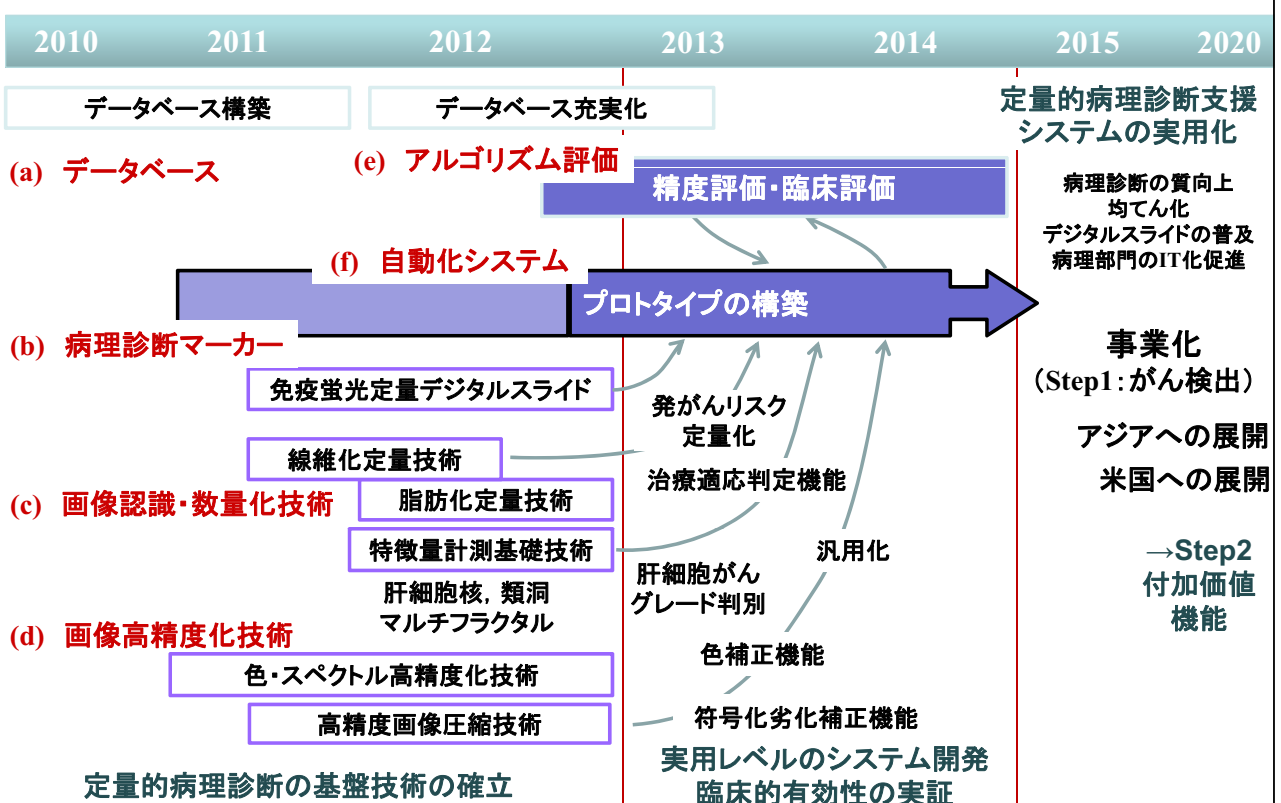 2010 2011 2012 2013 2014 2015 2020
データベース構築
データベース充実化
定量的病理診断支援
システムの実用化
(a) データベース
(e) アルゴリズム評価
精度評価・臨床評価
病理診断の質向上
均てん化
デジタルスライドの普及
病理部門のIT化促進
(f) 自動化システム
プロトタイプの構築
(b) 病理診断マーカー
事業化
（Step1：がん検出）
免疫蛍光定量デジタルスライド
発がんリスク
定量化
アジアへの展開
米国への展開
線維化定量技術
治療適応判定機能
(c) 画像認識・数量化技術
脂肪化定量技術
特徴量計測基礎技術
汎用化
→Step2
付加価値
機能
肝細胞核，類洞
マルチフラクタル
肝細胞がん
グレード判別
(d) 画像高精度化技術
色・スペクトル高精度化技術
色補正機能
高精度画像圧縮技術
符号化劣化補正機能
定量的病理診断の基盤技術の確立
実用レベルのシステム開発
臨床的有効性の実証